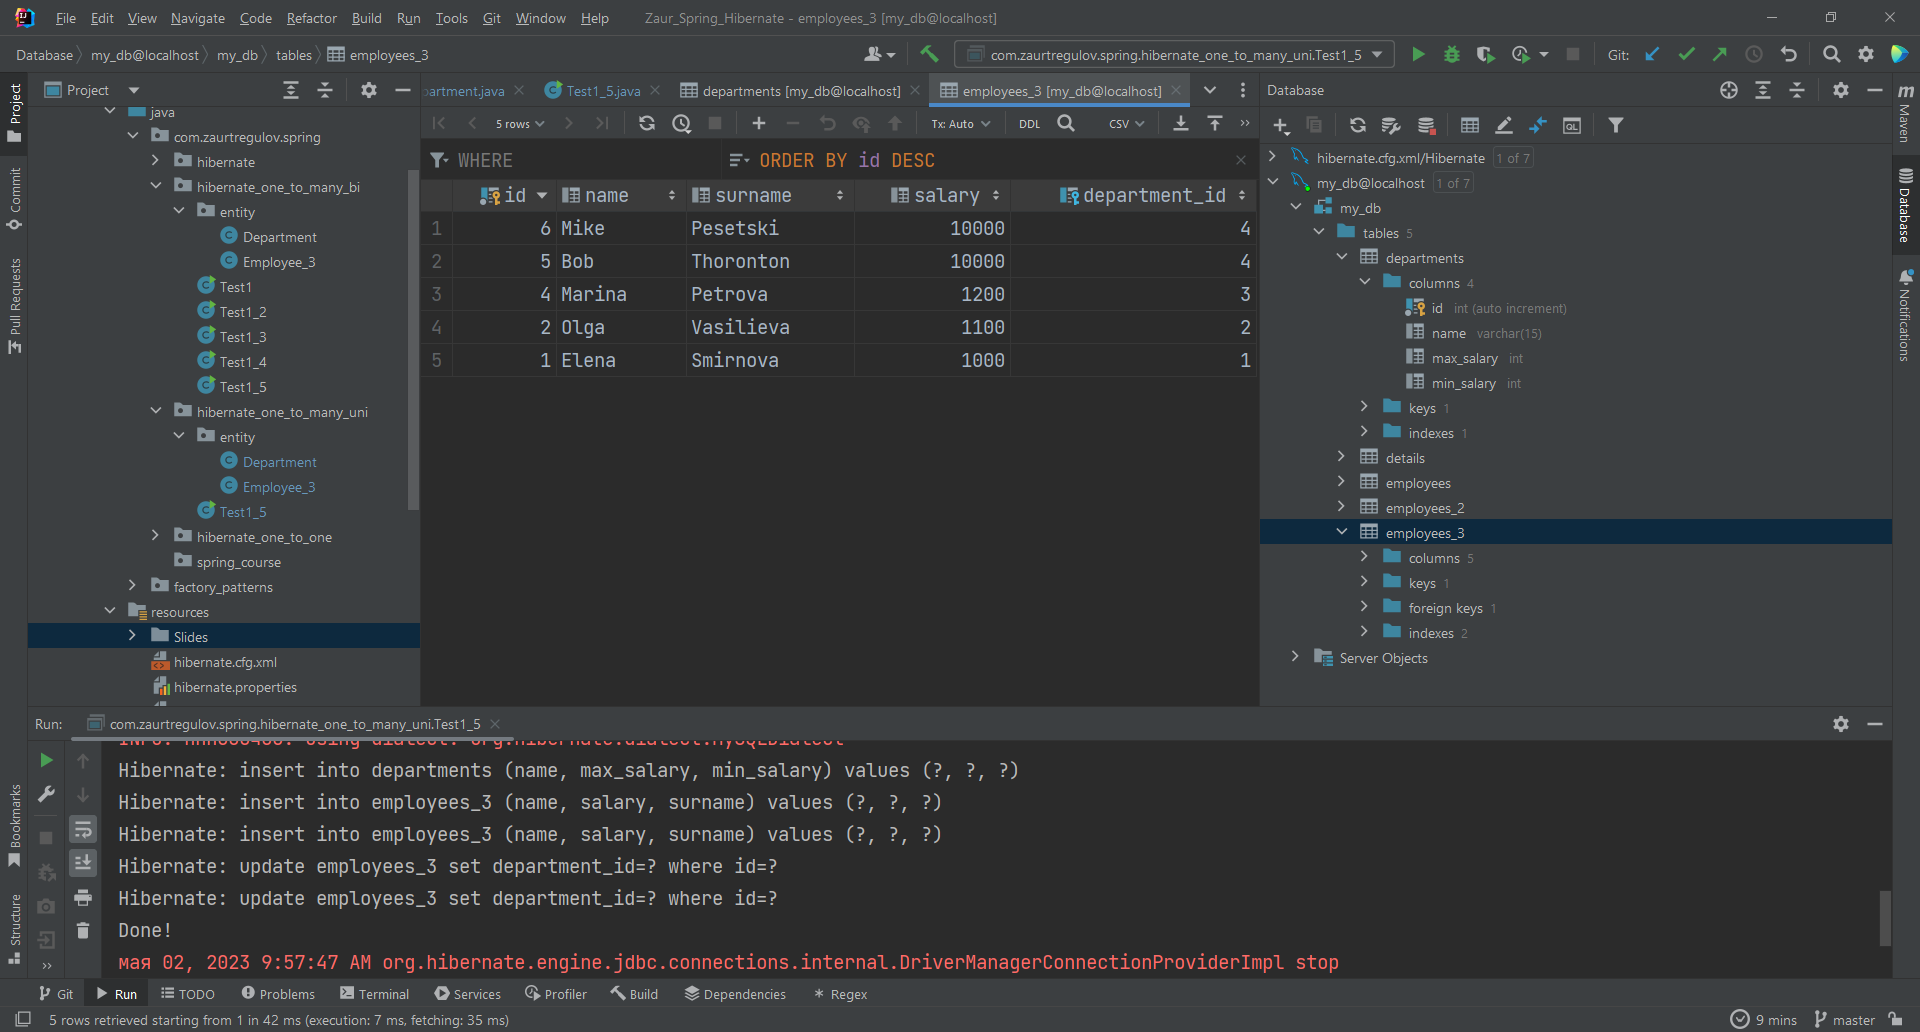 File Edit View Navigate Code Refactor Build Run Tools Git Window Help Zaur_Spring_Hibernate - employees_3 [my_db@localhost]
Database my_db@localhost my_db tables employees_3 com.zaurtregulov.spring.hibernate_one_to_many_uni.Test1_5 Git:
Project
Commit
Pull Requests
Bookmarks
Structure
Project
java
com.zaurtregulov.spring
hibernate
hibernate_one_to_many_bi
entity
Department
Employee_3
Test1
Test1_2
Test1_3
Test1_4
Test1_5
hibernate_one_to_many_uni
entity
Department
Employee_3
Test1_5
hibernate_one_to_one
spring_course
factory_patterns
resources
Slides
hibernate.cfg.xml
hibernate.properties
partment.java Test1_5.java departments [my_db@localhost] employees_3 [my_db@localhost]
5 rows Tx: Auto DDL CSV
WHERE ORDER BY id DESC
id name surname salary department_id
1 6 Mike Pesetski 10000 4
2 5 Bob Thoronton 10000 4
3 4 Marina Petrova 1200 3
4 2 Olga Vasilieva 1100 2
5 1 Elena Smirnova 1000 1
Database
QL
hibernate.cfg.xml/Hibernate 1 of 7
my_db@localhost 1 of 7
my_db
tables 5
departments
columns 4
id int (auto increment)
name varchar(15)
max_salary int
min_salary int
keys 1
indexes 1
details
employees
employees_2
employees_3
columns 5
keys 1
foreign keys 1
indexes 2
Server Objects
Maven
Database
Notifications
Run: com.zaurtregulov.spring.hibernate_one_to_many_uni.Test1_5
INFO: HHH000400: Using dialect: org.hibernate.dialect.MySQLDialect
Hibernate: insert into departments (name, max_salary, min_salary) values (?, ?, ?)
Hibernate: insert into employees_3 (name, salary, surname) values (?, ?, ?)
Hibernate: insert into employees_3 (name, salary, surname) values (?, ?, ?)
Hibernate: update employees_3 set department_id=? where id=?
Hibernate: update employees_3 set department_id=? where id=?
Done!
мая 02, 2023 9:57:47 AM org.hibernate.engine.jdbc.connections.internal.DriverManagerConnectionProviderImpl stop
Git Run TODO Problems Terminal Services Profiler Build Dependencies Regex
5 rows retrieved starting from 1 in 42 ms (execution: 7 ms, fetching: 35 ms) 9 mins master